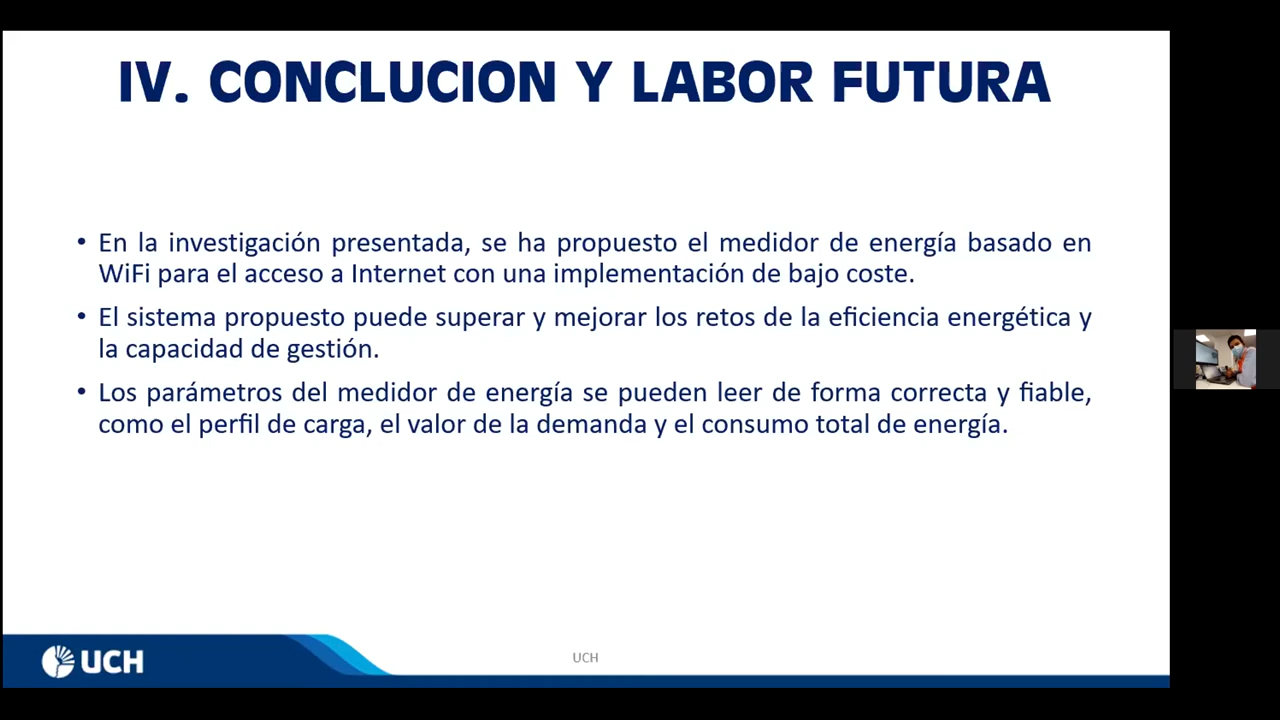 IV. CONCLUCION Y LABOR FUTURA
• En la investigación presentada, se ha propuesto el medidor de energía basado en
WiFi para el acceso a Internet con una implementación de bajo coste.
• El sistema propuesto puede superar y mejorar los retos de la eficiencia energética y
la capacidad de gestión.
• Los parámetros del medidor de energía se pueden leer de forma correcta y fiable,
como el perfil de carga, el valor de la demanda y el consumo total de energía.
UCH
UCH